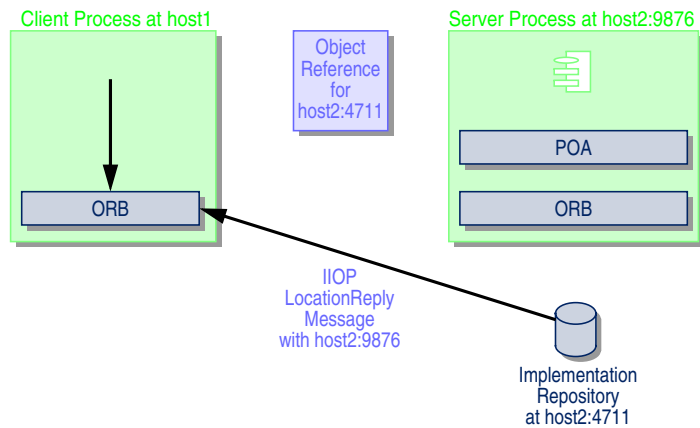 Client Process at host1
Object
Reference
for
host2:4711
Server Process at host2:9876
POA
ORB
ORB
IIOP
LocationReply
Message
with host2:9876
Implementation
Repository
at host2:4711